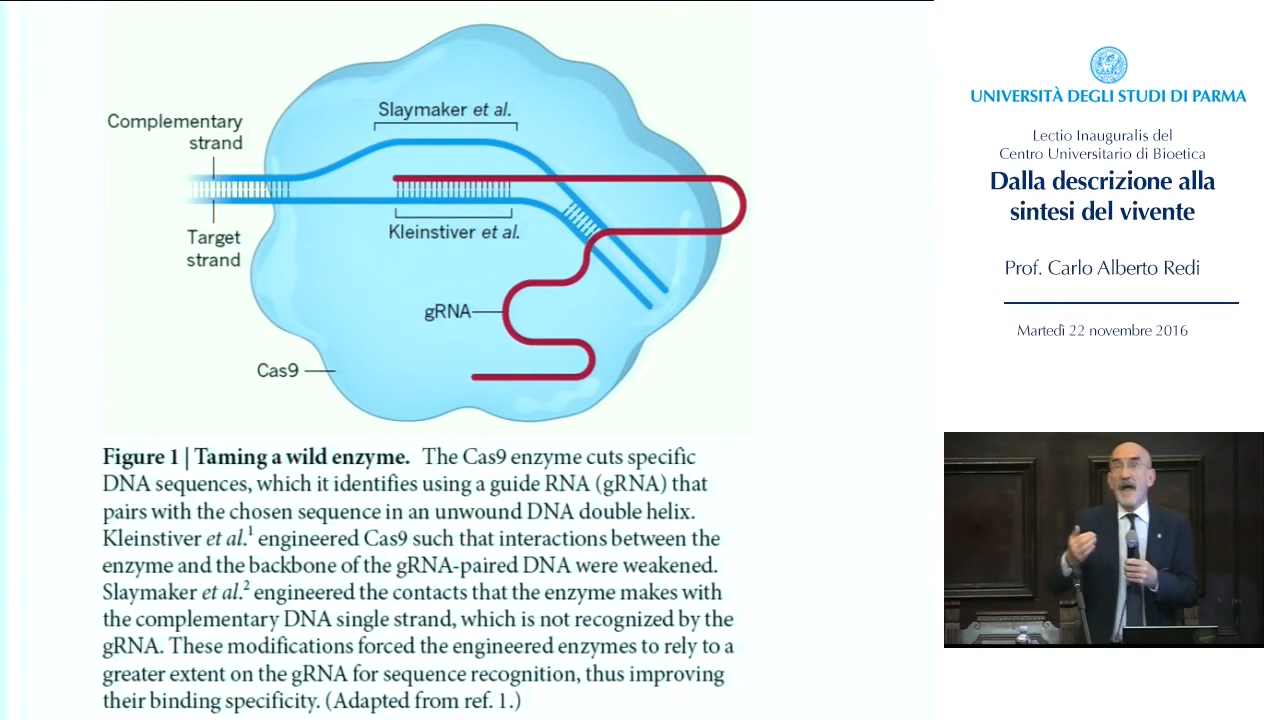 Complementary
strand
Slaymaker et al.
Kleinstiver et al.
Target
strand
gRNA
Cas9
Figure 1 | Taming a wild enzyme. The Cas9 enzyme cuts specific
DNA sequences, which it identifies using a guide RNA (gRNA) that
pairs with the chosen sequence in an unwound DNA double helix.
Kleinstiver et al.¹ engineered Cas9 such that interactions between the
enzyme and the backbone of the gRNA-paired DNA were weakened.
Slaymaker et al.² engineered the contacts that the enzyme makes with
the complementary DNA single strand, which is not recognized by the
gRNA. These modifications forced the engineered enzymes to rely to a
greater extent on the gRNA for sequence recognition, thus improving
their binding specificity. (Adapted from ref. 1.)
UNIVERSITÀ DEGLI STUDI DI PARMA
Lectio Inauguralis del
Centro Universitario di Bioetica
Dalla descrizione alla
sintesi del vivente
Prof. Carlo Alberto Redi
Martedì 22 novembre 2016